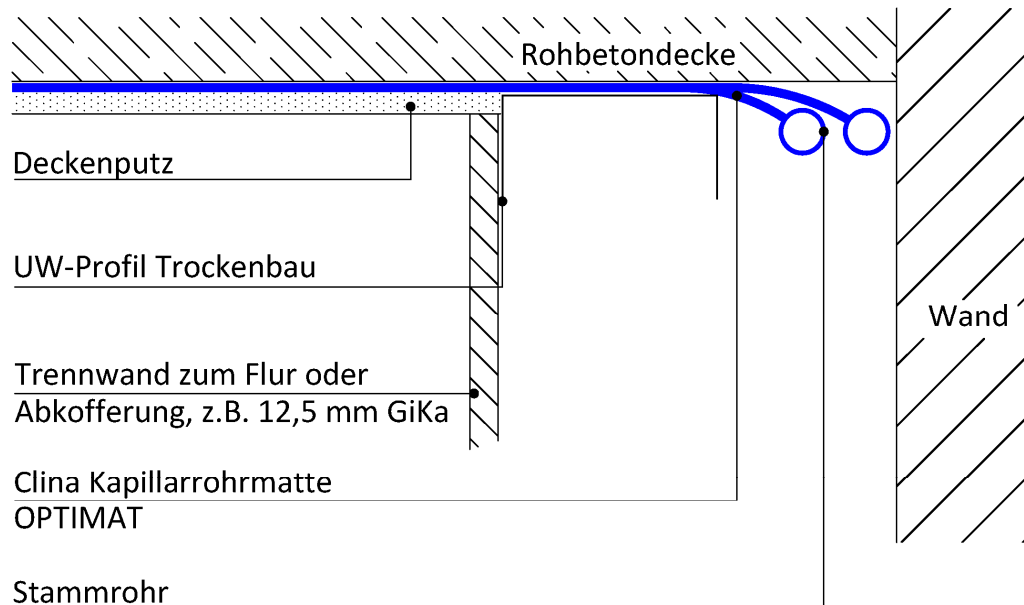 Rohbetondecke
Deckenputz
UW-Profil Trockenbau
Wand
Trennwand zum Flur oder
Abkofferung, z.B. 12,5 mm GiKa
Clina Kapillarrohrmatte
OPTIMAT
Stammrohr